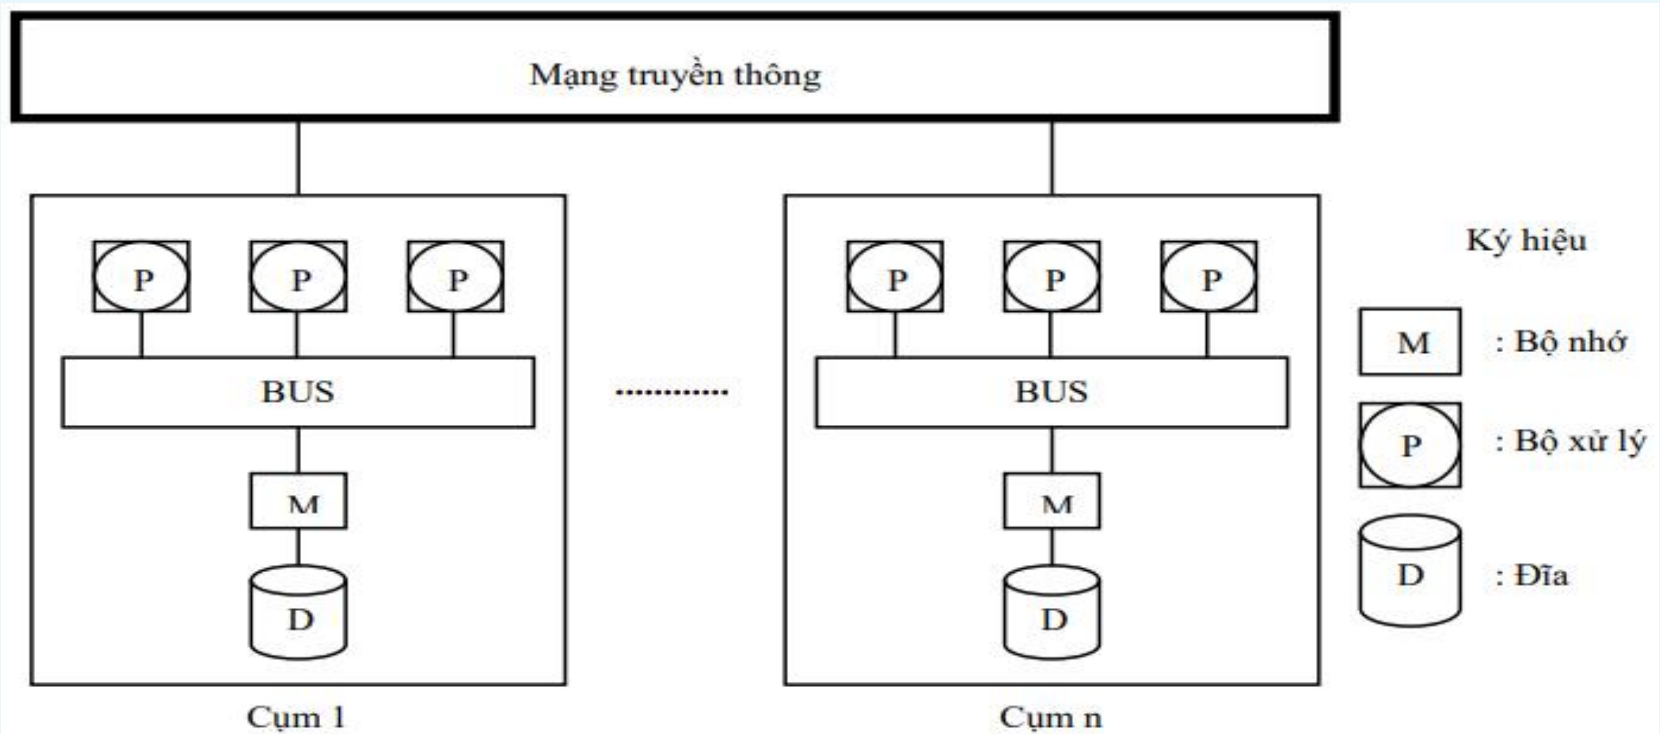 Mạng truyền thông
P P P
BUS
M
D
Cụm 1
............
P P P
BUS
M
D
Cụm n
Ký hiệu
M : Bộ nhớ
P : Bộ xử lý
D : Đĩa